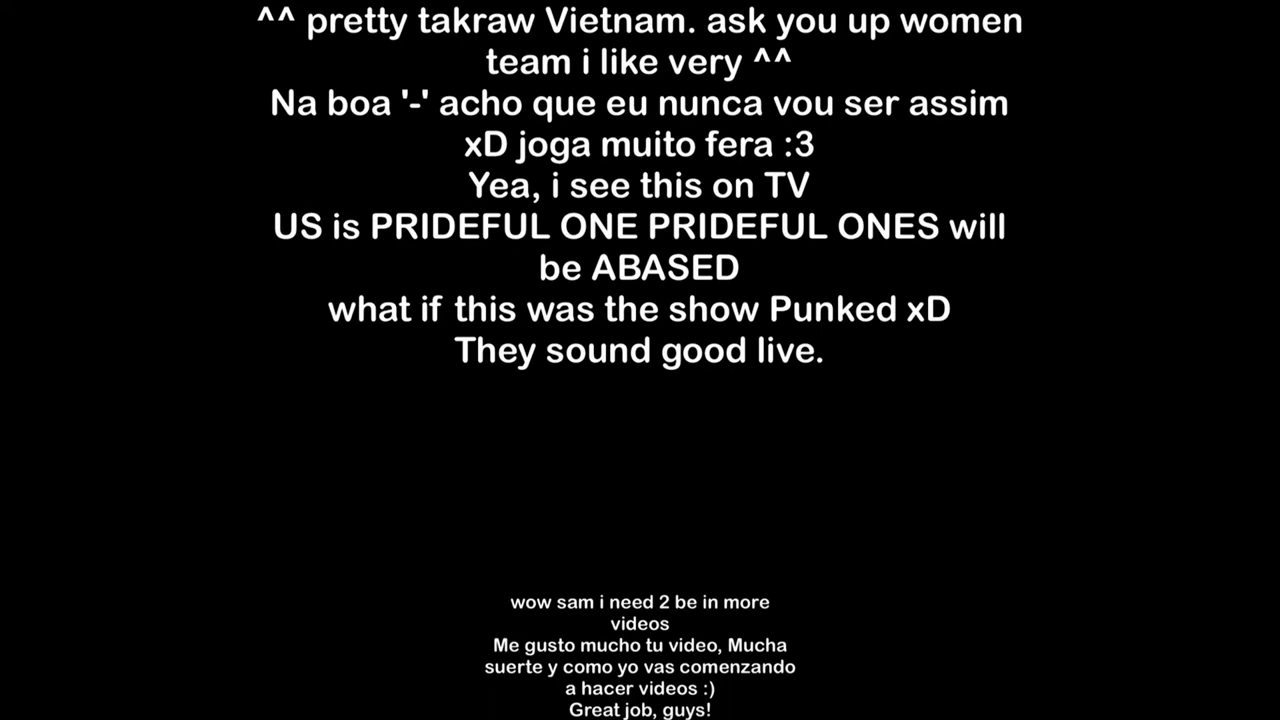 ^^ pretty takraw Vietnam. ask you up women
team i like very ^^
Na boa '-' acho que eu nunca vou ser assim
xD joga muito fera :3
Yea, i see this on TV
US is PRIDEFUL ONE PRIDEFUL ONES will
be ABASED
what if this was the show Punked xD
They sound good live.
wow sam i need 2 be in more
videos
Me gusto mucho tu video, Mucha
suerte y como yo vas comenzando
a hacer videos :)
Great job, guys!